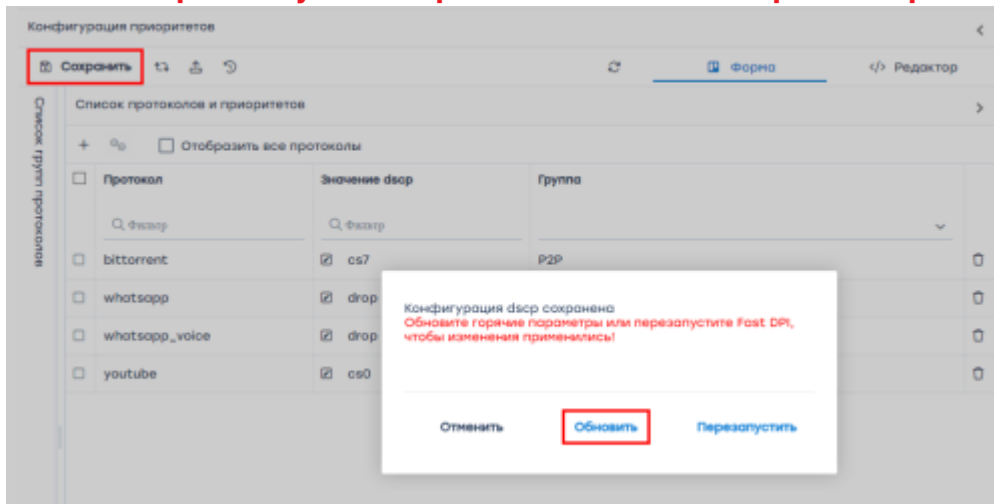 Конфигурация приоритетов
Сохранить
Форма
</> Редактор
Список групп протоколов
Список протоколов и приоритетов
Отобразить все протоколы
Протокол Значение dscp Группа
Фильтр Фильтр
bittorrent cs7 P2P
whatsapp drop
whatsapp_voice drop
youtube cs0
Конфигурация dscp сохранена
Обновите горячие параметры или перезапустите Fast DPI,
чтобы изменения применились!
Отменить Обновить Перезапустить